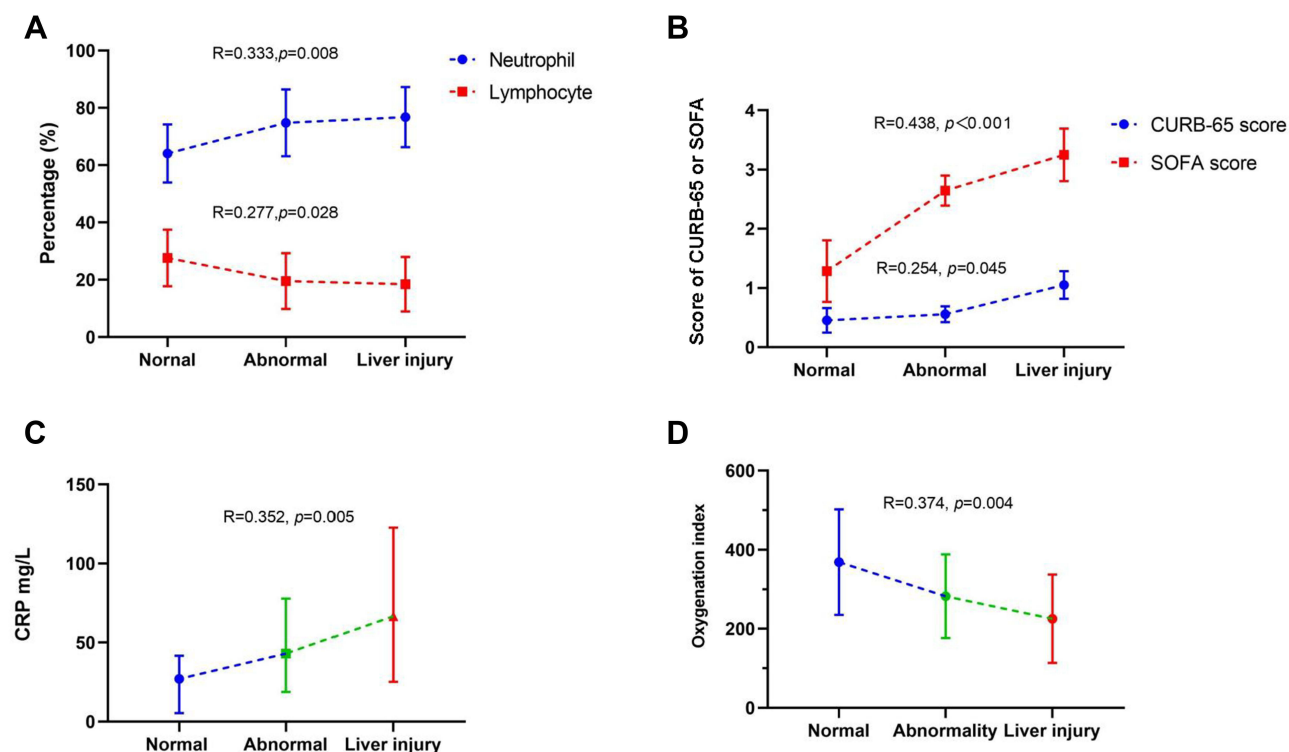 A
100
80
60
40
20
0
Percentage (%)
R=0.333,p=0.008
R=0.277,p=0.028
Neutrophil
Lymphocyte
Nornal Abnormal Liver injury
B
4
3
2
1
0
Score of CURB-65 or SOFA
R=0.438, p<0.001
R=0.254, p=0.045
CURB-65 score
SOFA score
Normal Abnormal Liver injury
C
150
100
50
0
CRP mg/L
R=0.352, p=0.005
Normal Abnormal Liver injury
D
600
400
200
0
Oxygenation index
R=0.374, p=0.004
Normal Abnormality Liver injury